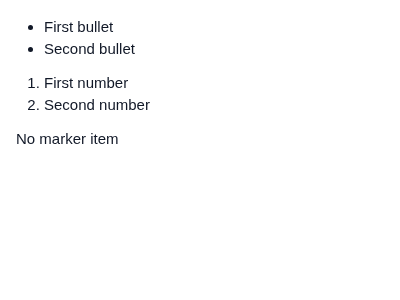 • First bullet
• Second bullet
1. First number
2. Second number
No marker item